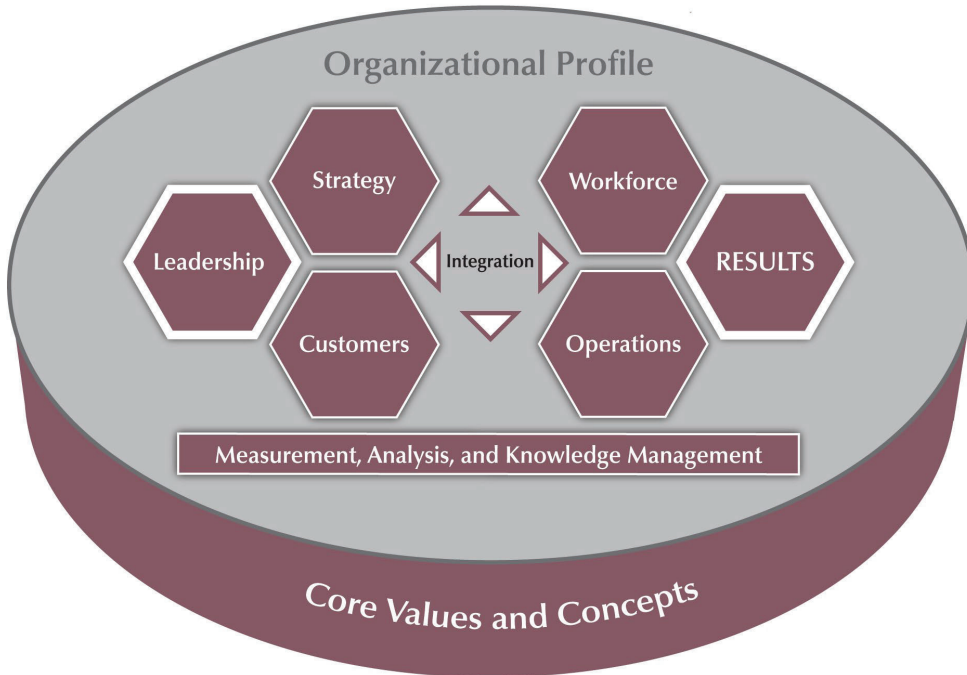 Organizational Profile
Strategy
Workforce
Leadership
Integration
RESULTS
Customers
Operations
Measurement, Analysis, and Knowledge Management
Core Values and Concepts